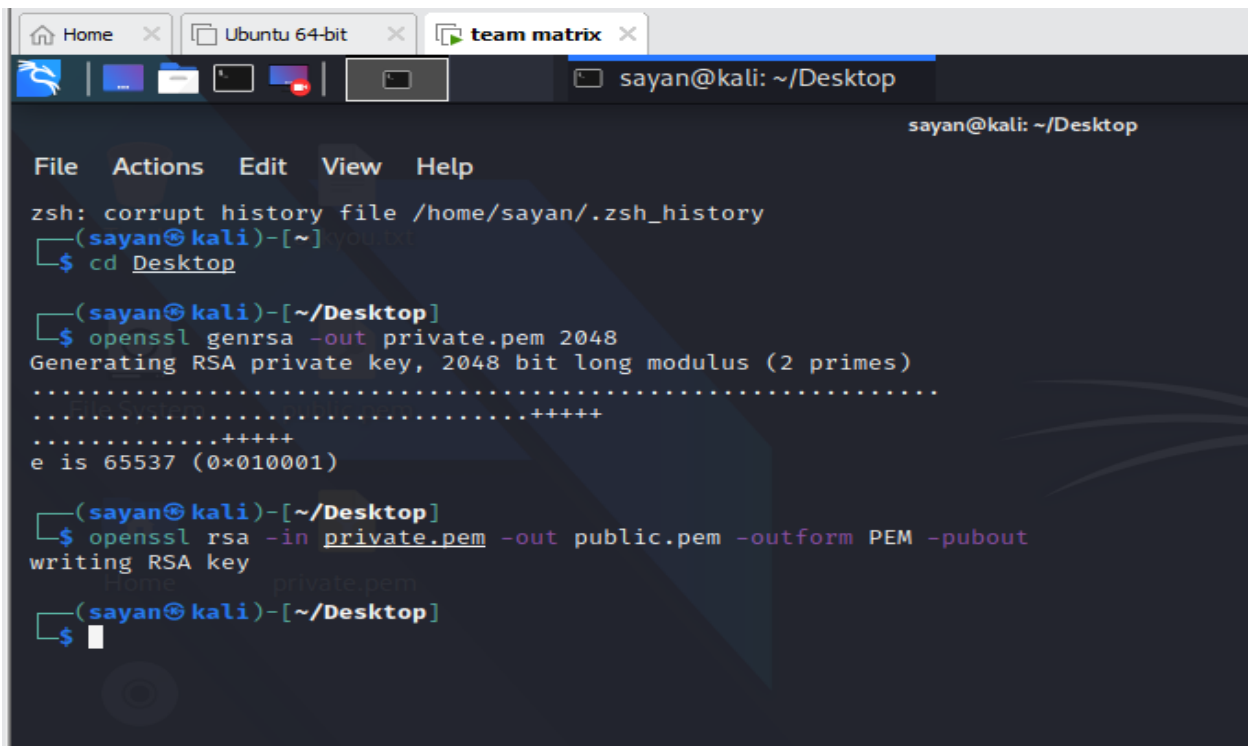 Home
Ubuntu 64-bit
team matrix
sayan@kali: ~/Desktop
sayan@kali: ~/Desktop
File Actions Edit View Help
zsh: corrupt history file /home/sayan/.zsh_history
┌──(sayan㉿kali)-[~]
└─$ cd Desktop
┌──(sayan㉿kali)-[~/Desktop]
└─$ openssl genrsa -out private.pem 2048
Generating RSA private key, 2048 bit long modulus (2 primes)
.....................................................................
......................................+++++
..............+++++
e is 65537 (0×010001)
┌──(sayan㉿kali)-[~/Desktop]
└─$ openssl rsa -in private.pem -out public.pem -outform PEM -pubout
writing RSA key
Home private.pem
┌──(sayan㉿kali)-[~/Desktop]
└─$